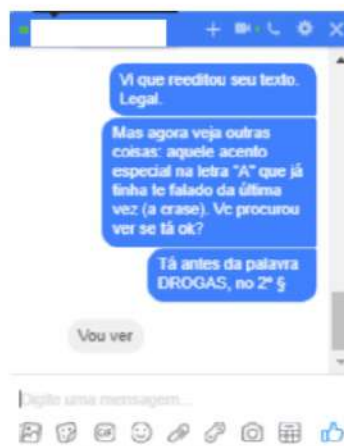 Vi que reeditou seu texto.
Legal.
Mas agora veja outras
coisas: aquele acento
especial na letra "A" que já
tinha te falado da última
vez (a crase). Vc procurou
ver se tá ok?
Tá antes da palavra
DROGAS, no 2º §
Vou ver
Digite uma mensagem...
GIF